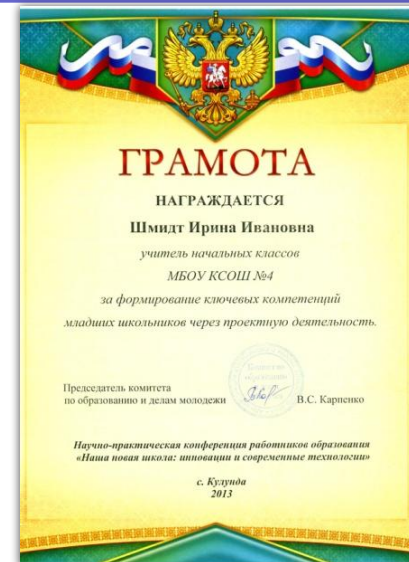 ГРАМОТА
НАГРАЖДАЕТСЯ
Шмидт Ирина Ивановна
учитель начальных классов
МБОУ КСОШ №4
за формирование ключевых компетенций
младших школьников через проектную деятельность.
Председатель комитета
по образованию и делам молодежи В.С. Карпенко
Научно-практическая конференция работников образования
«Наша новая школа: инновации и современные технологии»
с. Кулунда
2013